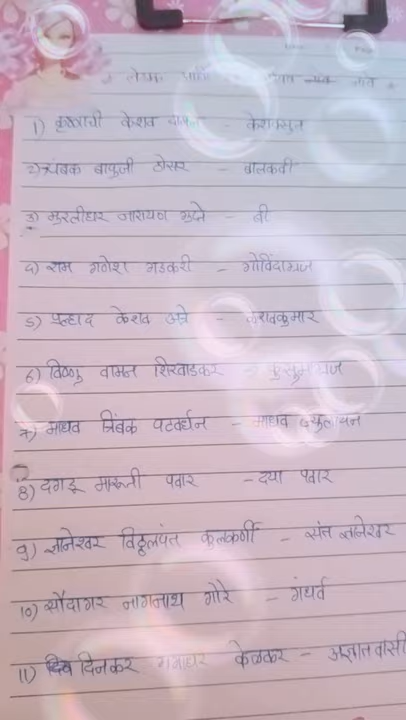 लेखक
1) कृष्णाजी केशव दामले - केशवसुत
2) त्र्यंबक बापुजी ठोमर - बालकवी
3) मुरलीधर नारायण गुप्ते - बी
४) राम गणेश गडकरी - गोविंदाग्रज
5) प्रल्हाद केशव अत्रे - केशवकुमार
6) विष्णू वामन शिरवाडकर - कुसुमाग्रज
7) माधव त्रिंबक पटवर्धन - माधव ज्युलियन
8) दगडू मारूती पवार - दया पवार
9) ज्ञानेश्वर विठ्ठलपंत कुलकर्णी - संत ज्ञानेश्वर
10) सौदागर नागनाथ गोरे - गंधर्व
11) दिनकर गंगाधर केळकर - अज्ञातवासी